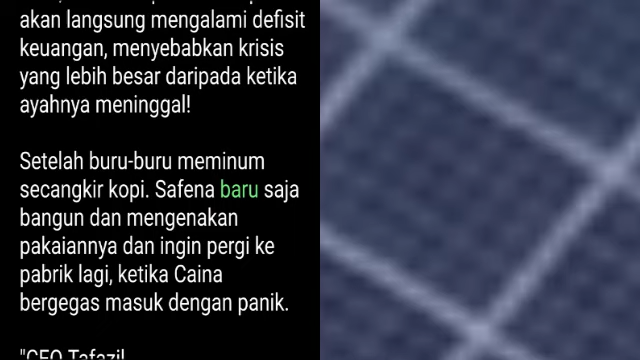 akan langsung mengalami defisit
keuangan, menyebabkan krisis
yang lebih besar daripada ketika
ayahnya meninggal!
Setelah buru-buru meminum
secangkir kopi. Safena baru saja
bangun dan mengenakan
pakaiannya dan ingin pergi ke
pabrik lagi, ketika Caina
bergegas masuk dengan panik.
"CEO Tafazil